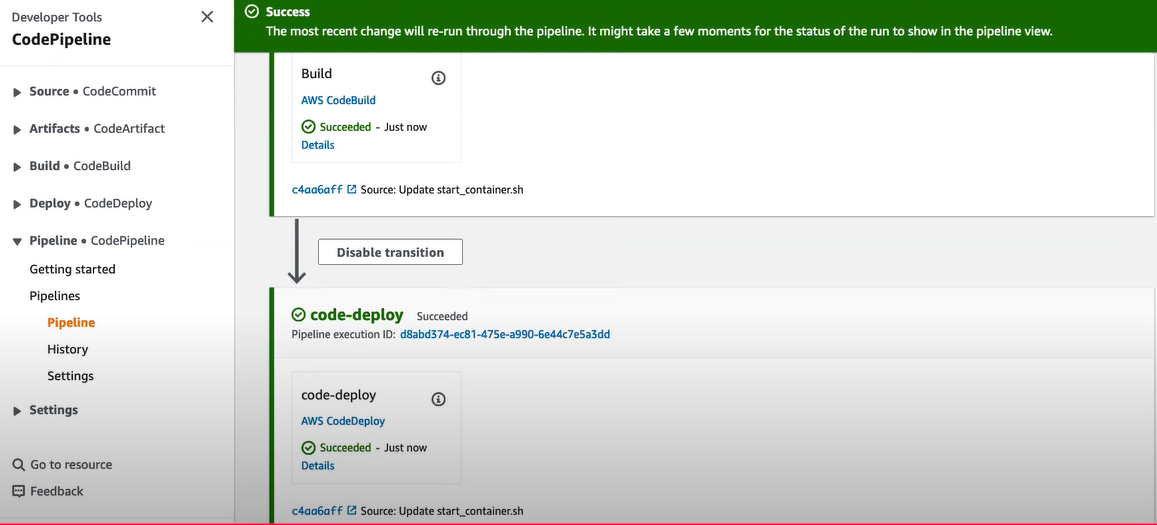 Developer Tools
CodePipeline
Source • CodeCommit
Artifacts • CodeArtifact
Build • CodeBuild
Deploy • CodeDeploy
Pipeline • CodePipeline
Getting started
Pipelines
Pipeline
History
Settings
Settings
Go to resource
Feedback
Success
The most recent change will re-run through the pipeline. It might take a few moments for the status of the run to show in the pipeline view.
Build
AWS CodeBuild
Succeeded - Just now
Details
c4aa6aff Source: Update start_container.sh
Disable transition
code-deploy Succeeded
Pipeline execution ID: d8abd374-ec81-475e-a990-6e44c7e5a3dd
code-deploy
AWS CodeDeploy
Succeeded - Just now
Details
c4aa6aff Source: Update start_container.sh